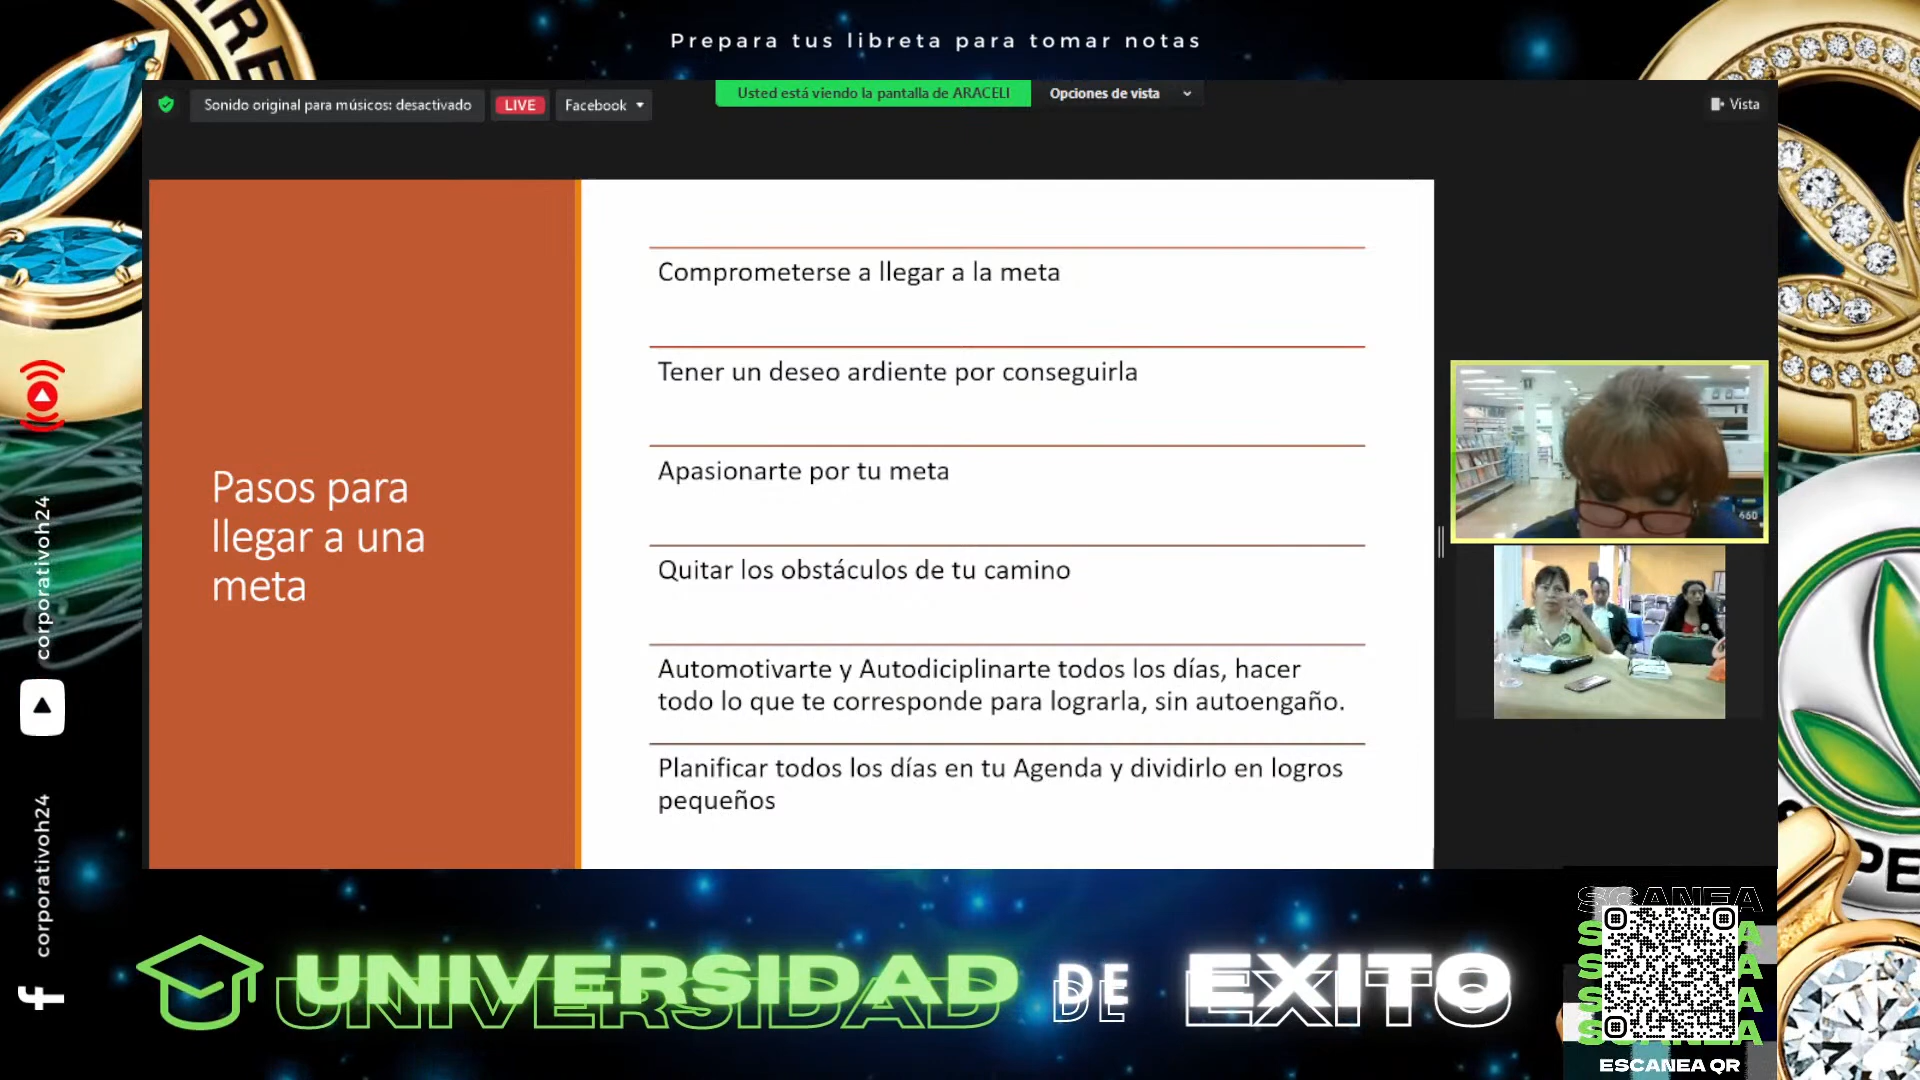 Prepara tus libreta para tomar notas
Sonido original para músicos: desactivado
LIVE
Facebook
Usted está viendo la pantalla de ARACELI
Opciones de vista
Vista
Pasos para
llegar a una
meta
Comprometerse a llegar a la meta
Tener un deseo ardiente por conseguirla
Apasionarte por tu meta
Quitar los obstáculos de tu camino
Automotivarte y Autodiciplinarte todos los días, hacer
todo lo que te corresponde para lograrla, sin autoengaño.
Planificar todos los días en tu Agenda y dividirlo en logros
pequeños
460
corporativoh24
corporativoh24
UNIVERSIDAD DE EXITO
SCANEA
ESCANEA QR